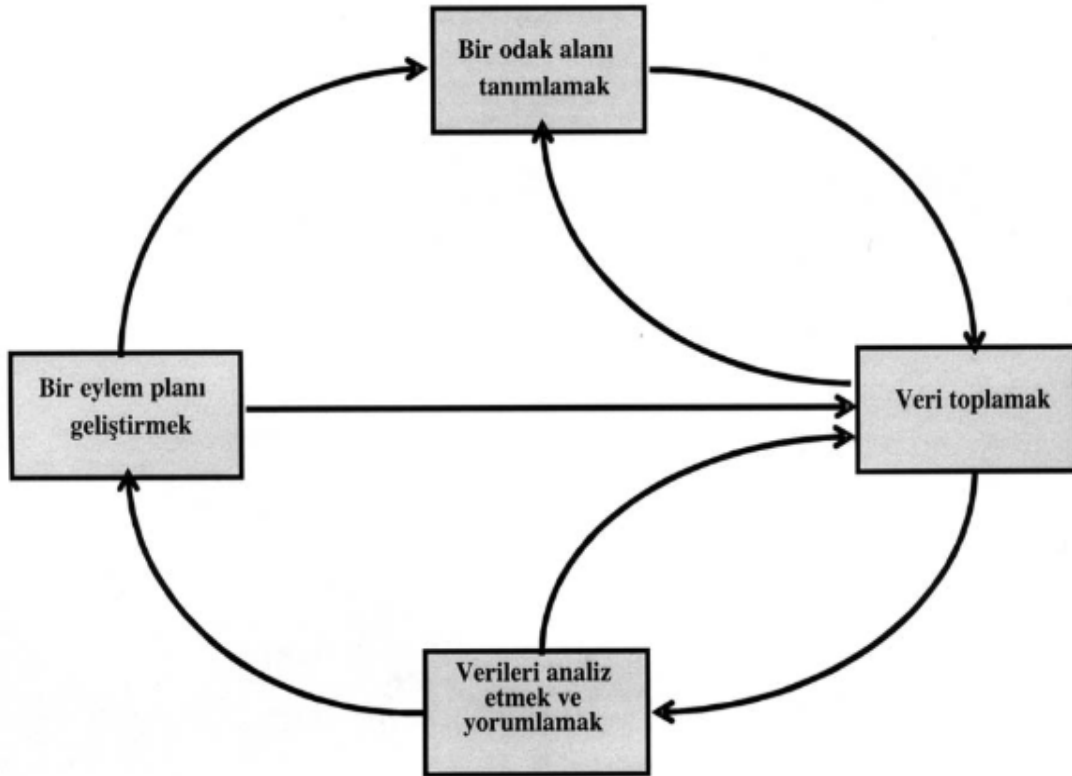 Bir odak alanı
tanımlamak
Bir eylem planı
geliştirmek
Veri toplamak
Verileri analiz
etmek ve
yorumlamak